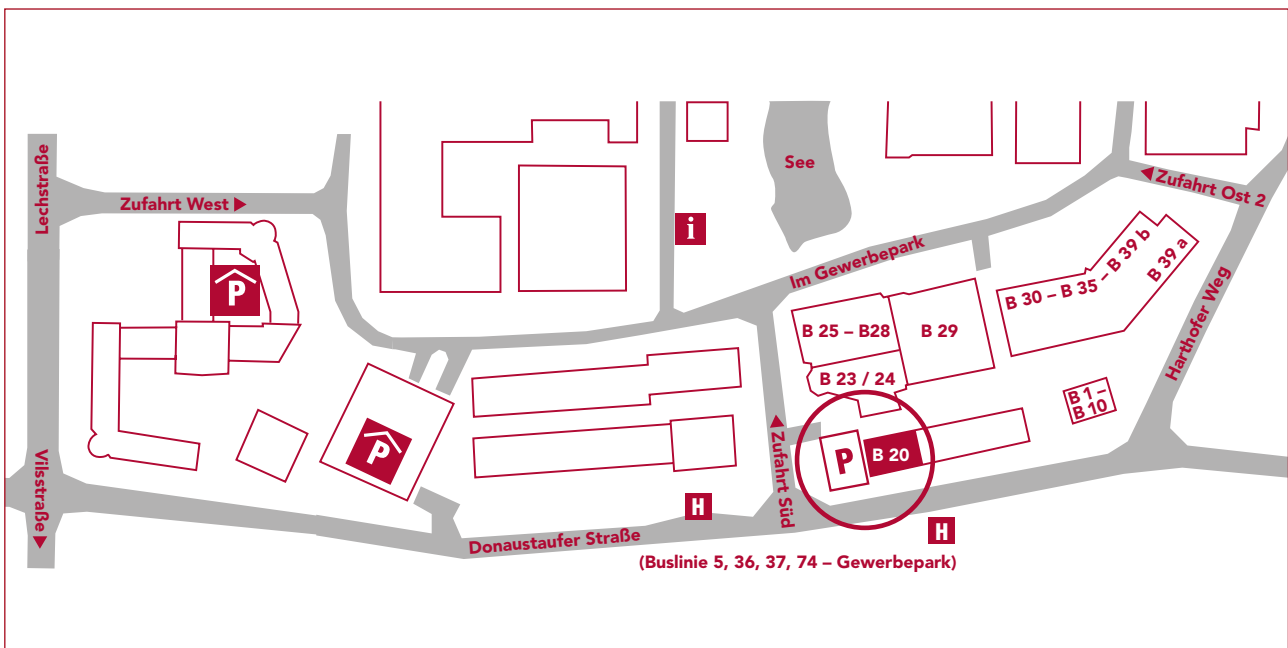 Lechstraße
Zufahrt West
P
i
See
Zufahrt Ost 2
Im Gewerbepark
B 30 – B 35 – B 39 b
B 39 a
Harthofer Weg
B 25 – B28
B 29
B 23 / 24
B 1 –
B 10
P
P
B 20
Zufahrt Süd
Vilsstraße
H
H
Donaustaufer Straße
(Buslinie 5, 36, 37, 74 – Gewerbepark)